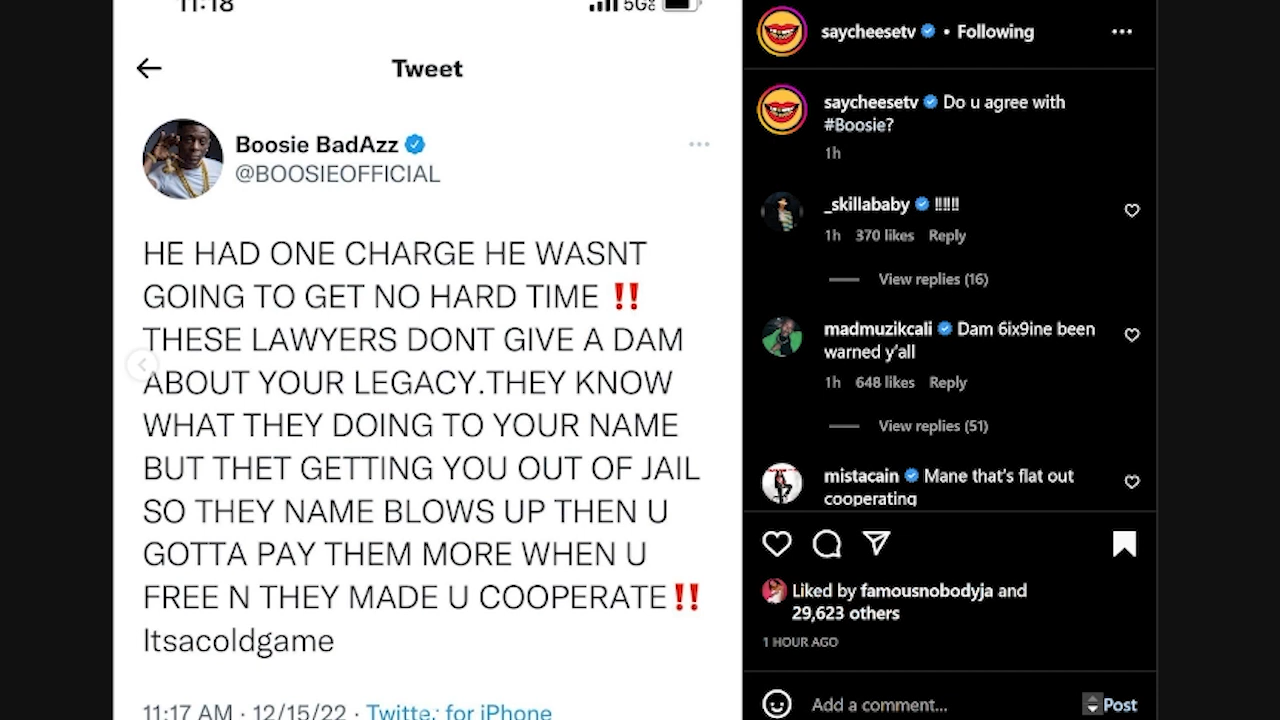 11:18
5G
Tweet
Boosie BadAzz
@BOOSIEOFFICIAL
HE HAD ONE CHARGE HE WASNT
GOING TO GET NO HARD TIME ‼️
THESE LAWYERS DONT GIVE A DAM
ABOUT YOUR LEGACY.THEY KNOW
WHAT THEY DOING TO YOUR NAME
BUT THET GETTING YOU OUT OF JAIL
SO THEY NAME BLOWS UP THEN U
GOTTA PAY THEM MORE WHEN U
FREE N THEY MADE U COOPERATE‼️
Itsacoldgame
11:17 AM · 12/15/22 · Twitter for iPhone
saycheesetv • Following
saycheesetv Do u agree with
#Boosie?
1h
_skillababy !!!!!!
1h 370 likes Reply
View replies (16)
madmuzikcali Dam 6ix9ine been
warned y'all
1h 648 likes Reply
View replies (51)
mistacain Mane that's flat out
cooperating
Liked by famousnobodyja and
29,623 others
1 HOUR AGO
Add a comment...
Post